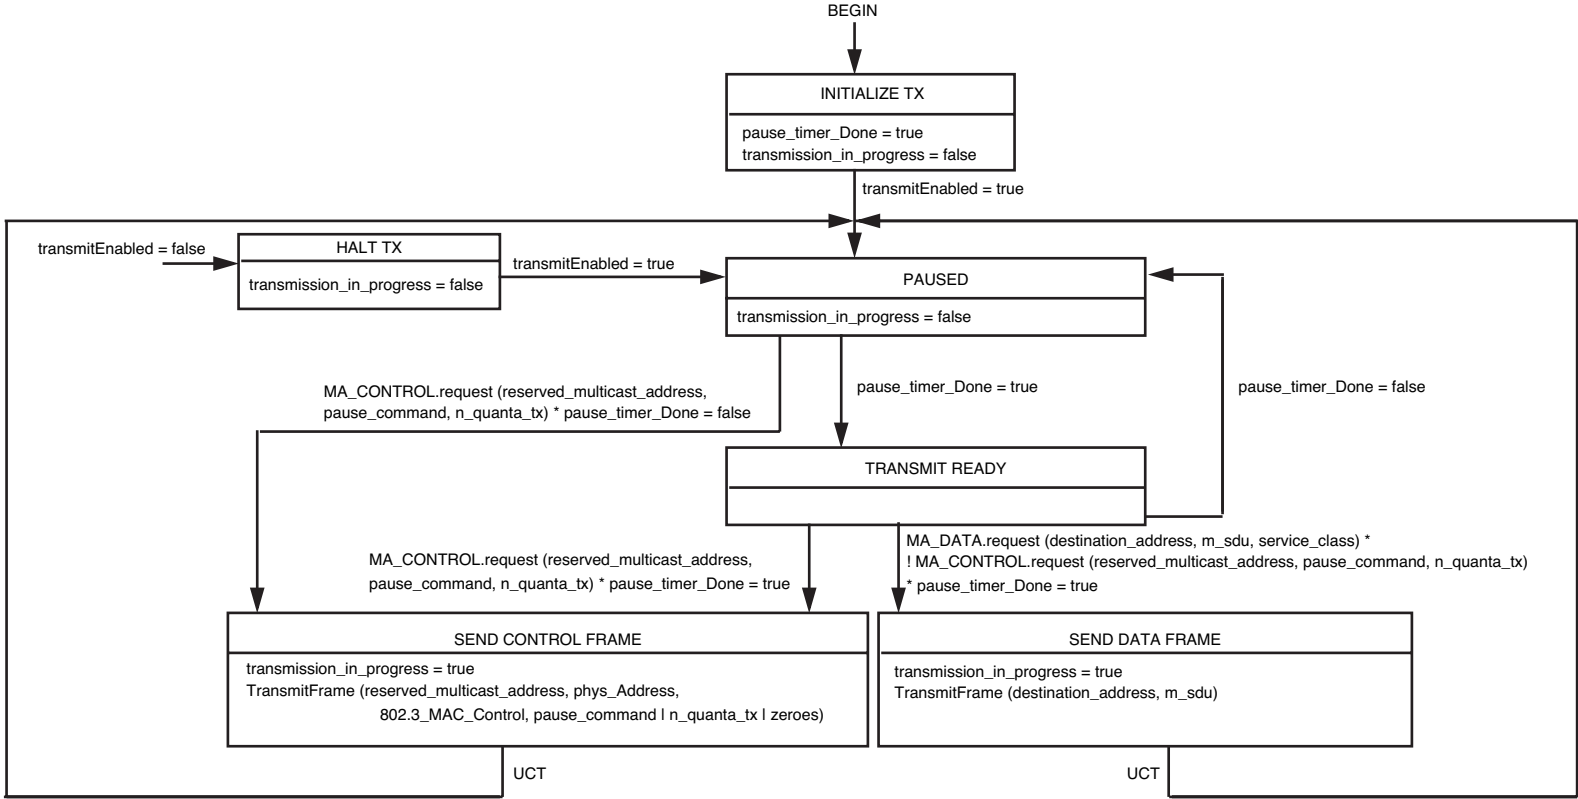 BEGIN
INITIALIZE TX
pause_timer_Done = true
transmission_in_progress = false
transmitEnabled = true
transmitEnabled = false
HALT TX
transmission_in_progress = false
transmitEnabled = true
PAUSED
transmission_in_progress = false
MA_CONTROL.request (reserved_multicast_address,
pause_command, n_quanta_tx) * pause_timer_Done = false
pause_timer_Done = true
pause_timer_Done = false
TRANSMIT READY
MA_CONTROL.request (reserved_multicast_address,
pause_command, n_quanta_tx) * pause_timer_Done = true
MA_DATA.request (destination_address, m_sdu, service_class) *
! MA_CONTROL.request (reserved_multicast_address, pause_command, n_quanta_tx)
* pause_timer_Done = true
SEND CONTROL FRAME
transmission_in_progress = true
TransmitFrame (reserved_multicast_address, phys_Address,
802.3_MAC_Control, pause_command | n_quanta_tx | zeroes)
SEND DATA FRAME
transmission_in_progress = true
TransmitFrame (destination_address, m_sdu)
UCT
UCT